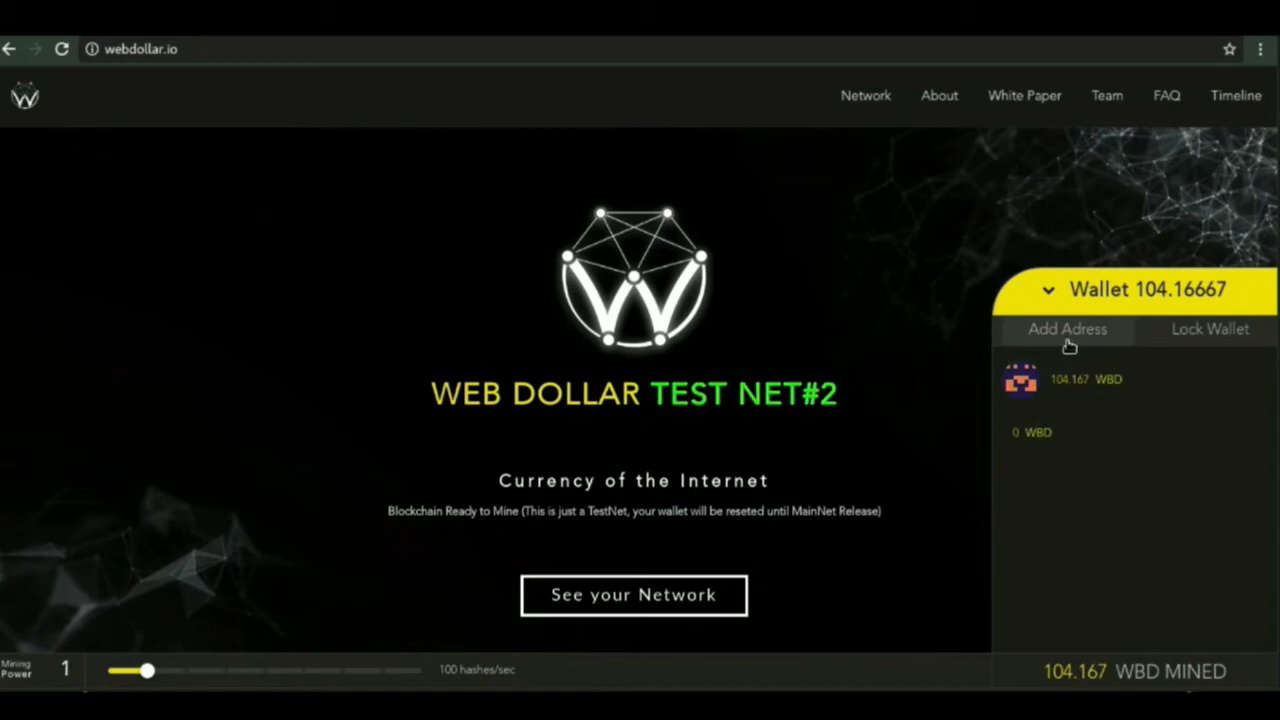 webdollar.io
Network About White Paper Team FAQ Timeline
WEB DOLLAR TEST NET#2
Currency of the Internet
Blockchain Ready to Mine (This is just a TestNet, your wallet will be reseted until MainNet Release)
See your Network
Wallet 104.16667
Add Adress Lock Wallet
104.167 WBD
0 WBD
Mining
Power 1
100 hashes/sec
104.167 WBD MINED